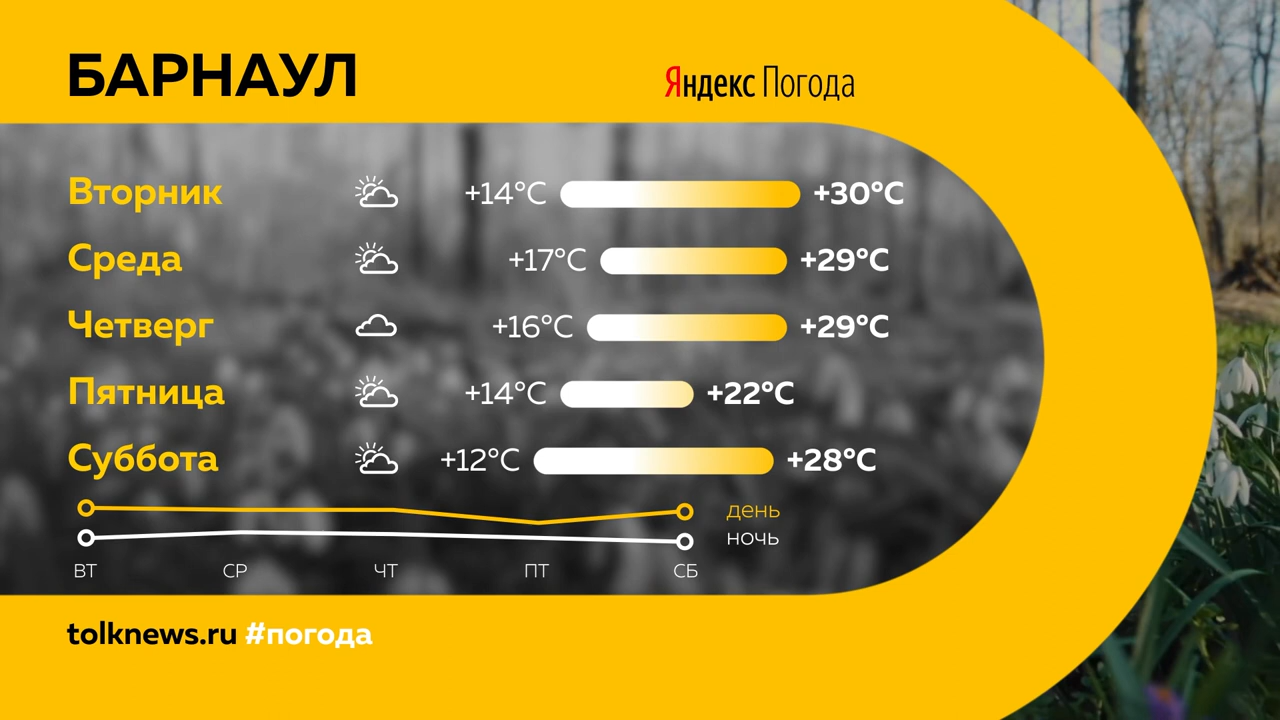 БАРНАУЛ
Яндекс Погода
Вторник +14°C +30°C
Среда +17°C +29°C
Четверг +16°C +29°C
Пятница +14°C +22°C
Суббота +12°C +28°C
день
ночь
ВТ СР ЧТ ПТ СБ
tolknews.ru #погода